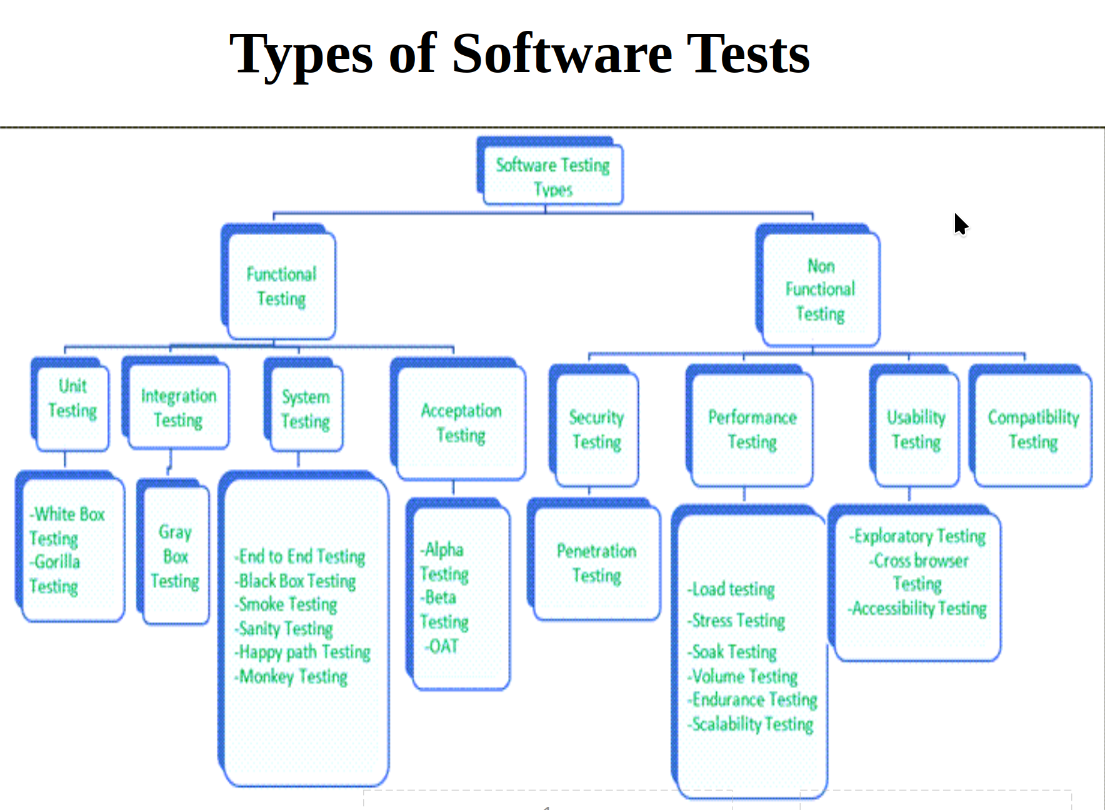 Types of Software Tests
Software Testing
Types
Functional
Testing
Non
Functional
Testing
Unit
Testing
Integration
Testing
System
Testing
Acceptation
Testing
Security
Testing
Performance
Testing
Usability
Testing
Compatibility
Testing
-White Box
Testing
-Gorilla
Testing
Gray
Box
Testing
-End to End Testing
-Black Box Testing
-Smoke Testing
-Sanity Testing
-Happy path Testing
-Monkey Testing
-Alpha
Testing
-Beta
Testing
-OAT
Penetration
Testing
-Load testing
-Stress Testing
-Soak Testing
-Volume Testing
-Endurance Testing
-Scalability Testing
-Exploratory Testing
-Cross browser
Testing
-Accessibility Testing